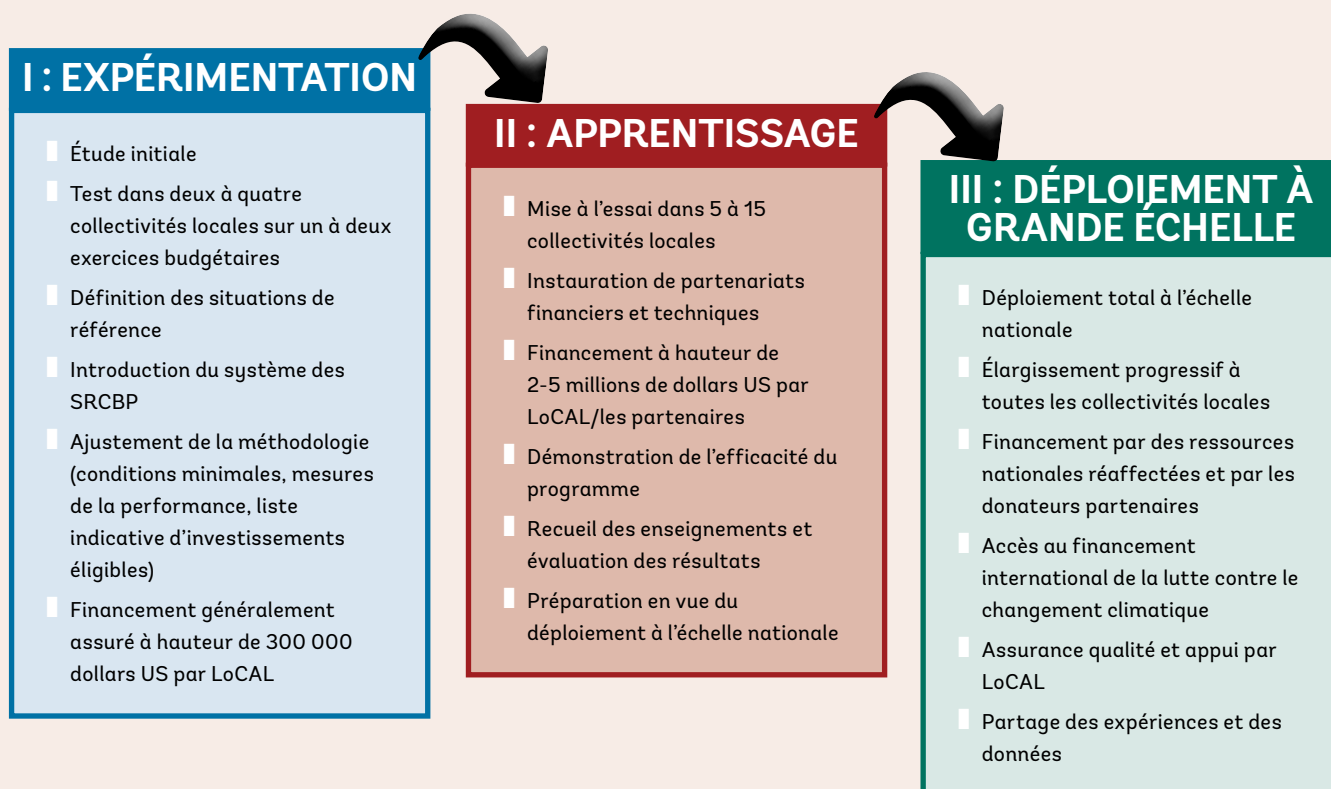 I : EXPÉRIMENTATION
Étude initiale
Test dans deux à quatre
collectivités locales sur un à deux
exercices budgétaires
Définition des situations de
référence
Introduction du système des
SRCBP
Ajustement de la méthodologie
(conditions minimales, mesures
de la performance, liste
indicative d’investissements
éligibles)
Financement généralement
assuré à hauteur de 300 000
dollars US par LoCAL
II : APPRENTISSAGE
Mise à l’essai dans 5 à 15
collectivités locales
Instauration de partenariats
financiers et techniques
Financement à hauteur de
2-5 millions de dollars US par
LoCAL/les partenaires
Démonstration de l’efficacité du
programme
Recueil des enseignements et
évaluation des résultats
Préparation en vue du
déploiement à l’échelle nationale
III : DÉPLOIEMENT À
GRANDE ÉCHELLE
Déploiement total à l’échelle
nationale
Élargissement progressif à
toutes les collectivités locales
Financement par des ressources
nationales réaffectées et par les
donateurs partenaires
Accès au financement
international de la lutte contre le
changement climatique
Assurance qualité et appui par
LoCAL
Partage des expériences et des
données